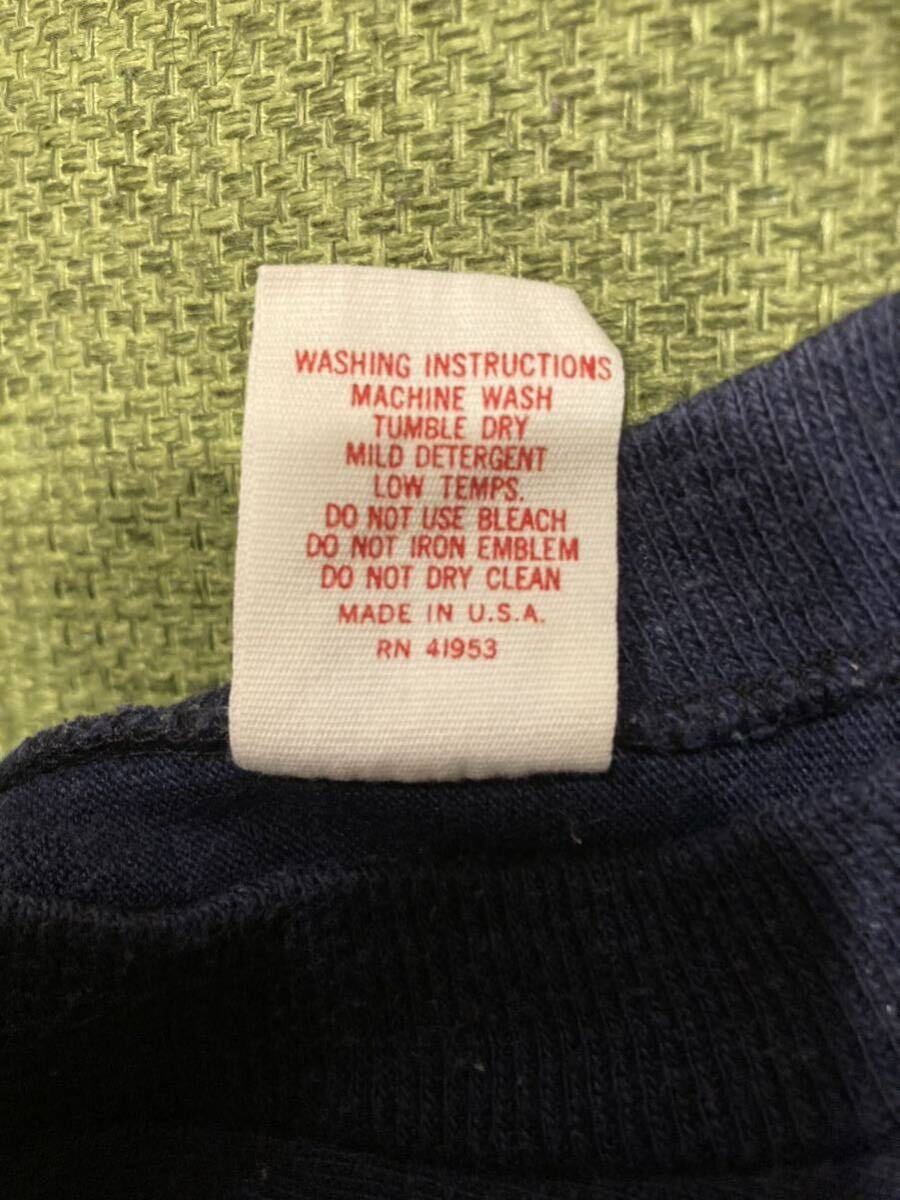 WASHING INSTRUCTIONS
MACHINE WASH
TUMBLE DRY
MILD DETERGENT
LOW TEMPS.
DO NOT USE BLEACH
DO NOT IRON EMBLEM
DO NOT DRY CLEAN
MADE IN U.S.A.
RN 41953